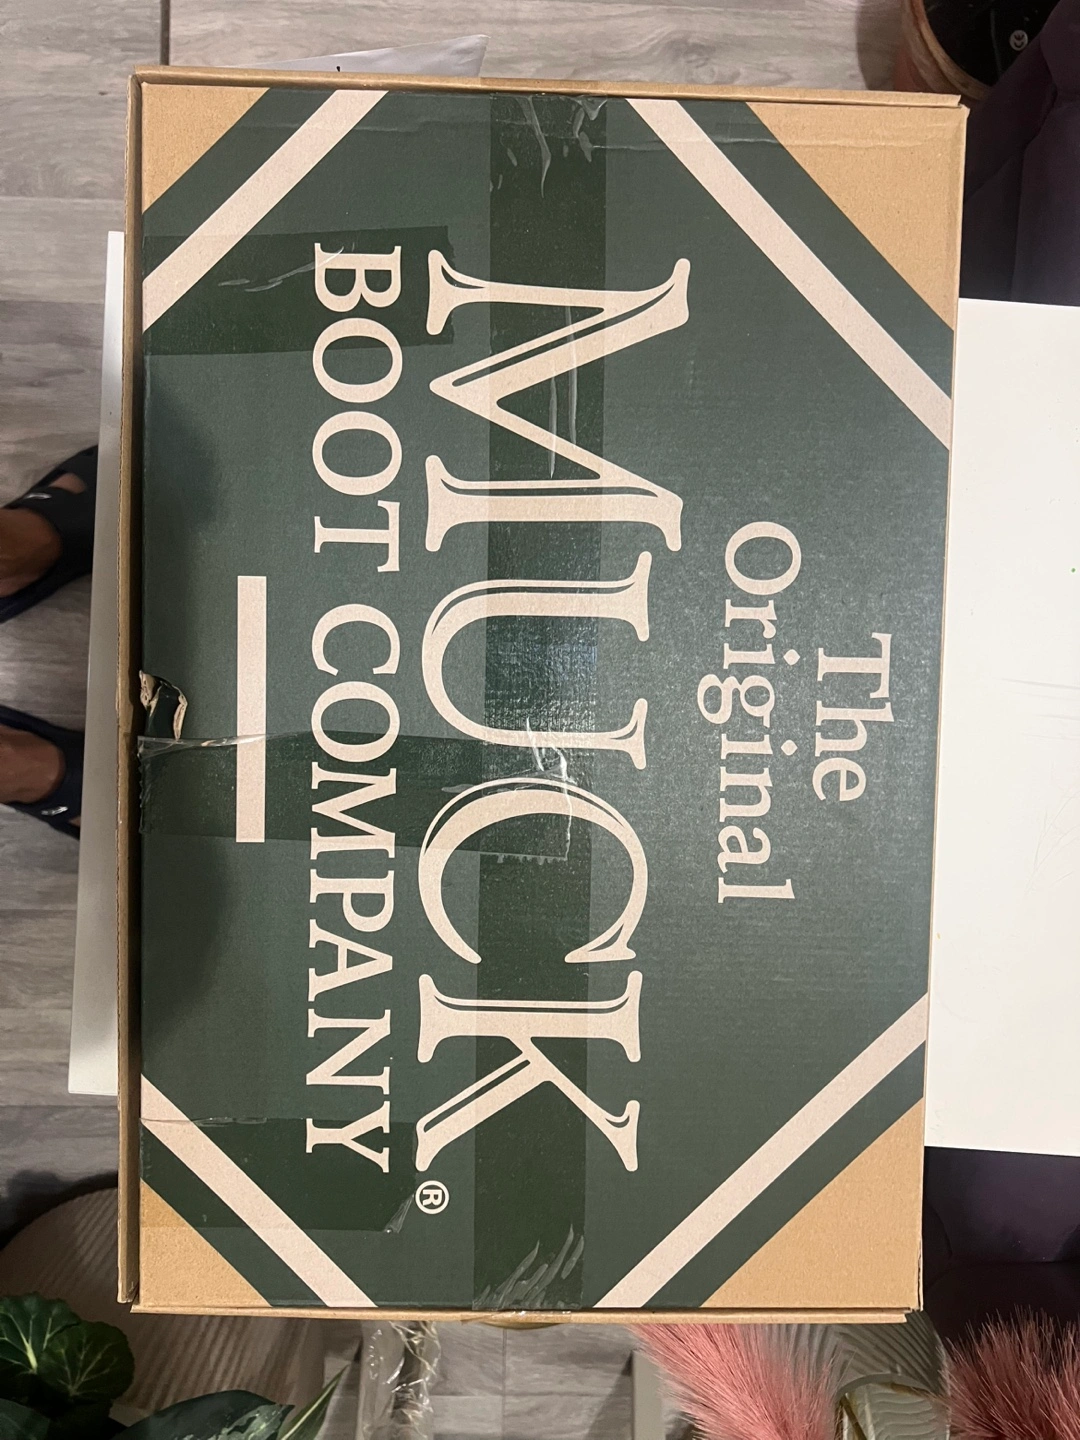 The
Original
MUCK®
BOOT COMPANY